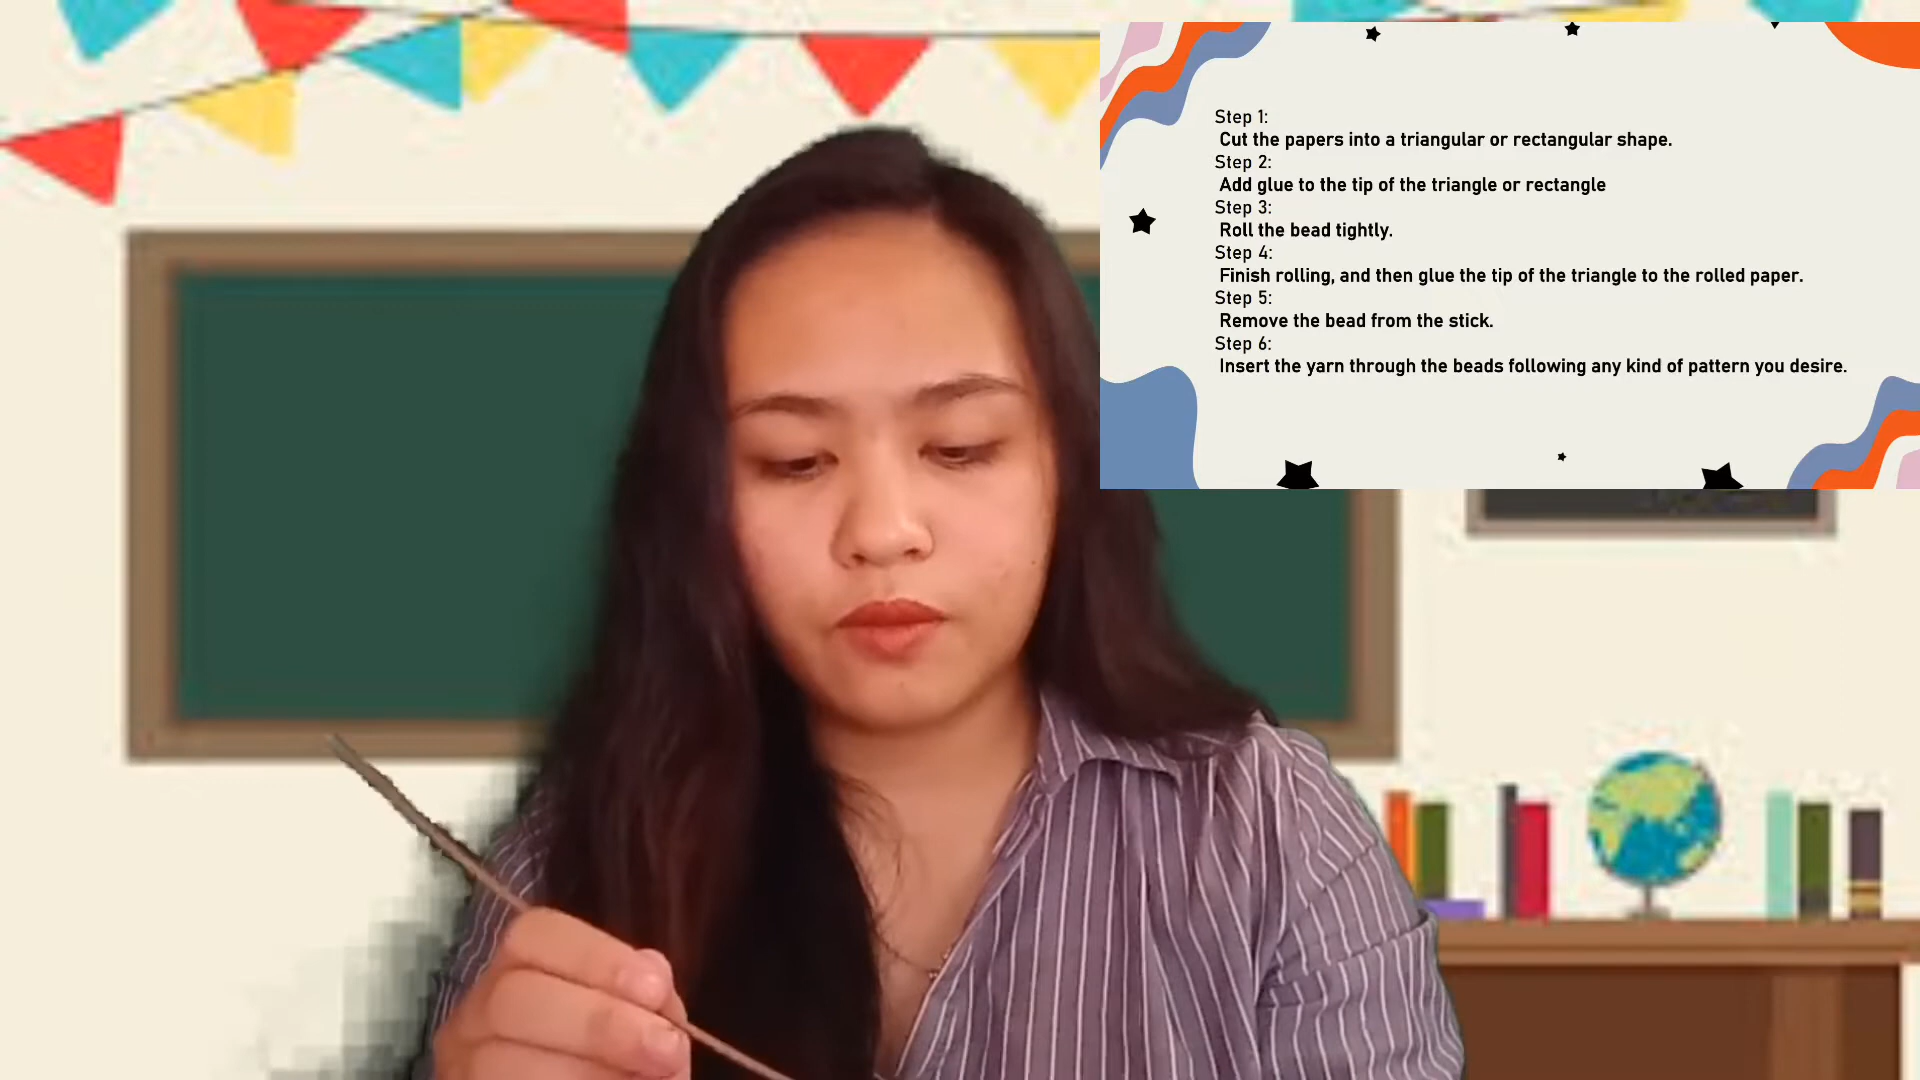 Step 1:
Cut the papers into a triangular or rectangular shape.
Step 2:
Add glue to the tip of the triangle or rectangle
Step 3:
Roll the bead tightly.
Step 4:
Finish rolling, and then glue the tip of the triangle to the rolled paper.
Step 5:
Remove the bead from the stick.
Step 6:
Insert the yarn through the beads following any kind of pattern you desire.